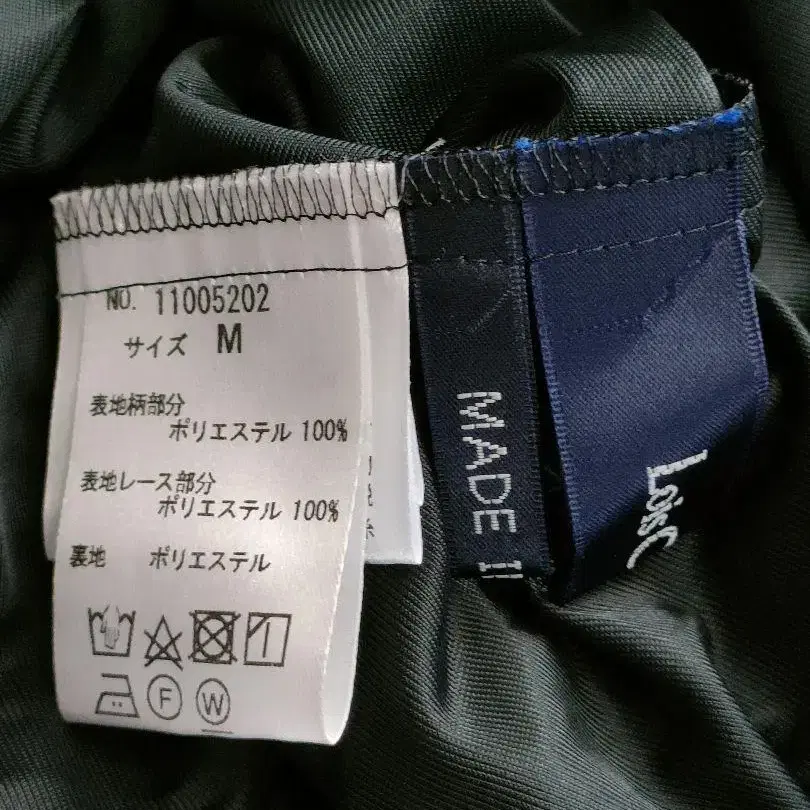 NO. 11005202
サイズ M
表地柄部分
ポリエステル 100%
表地レース部分
ポリエステル 100%
裏地 ポリエステル
F W
MADE